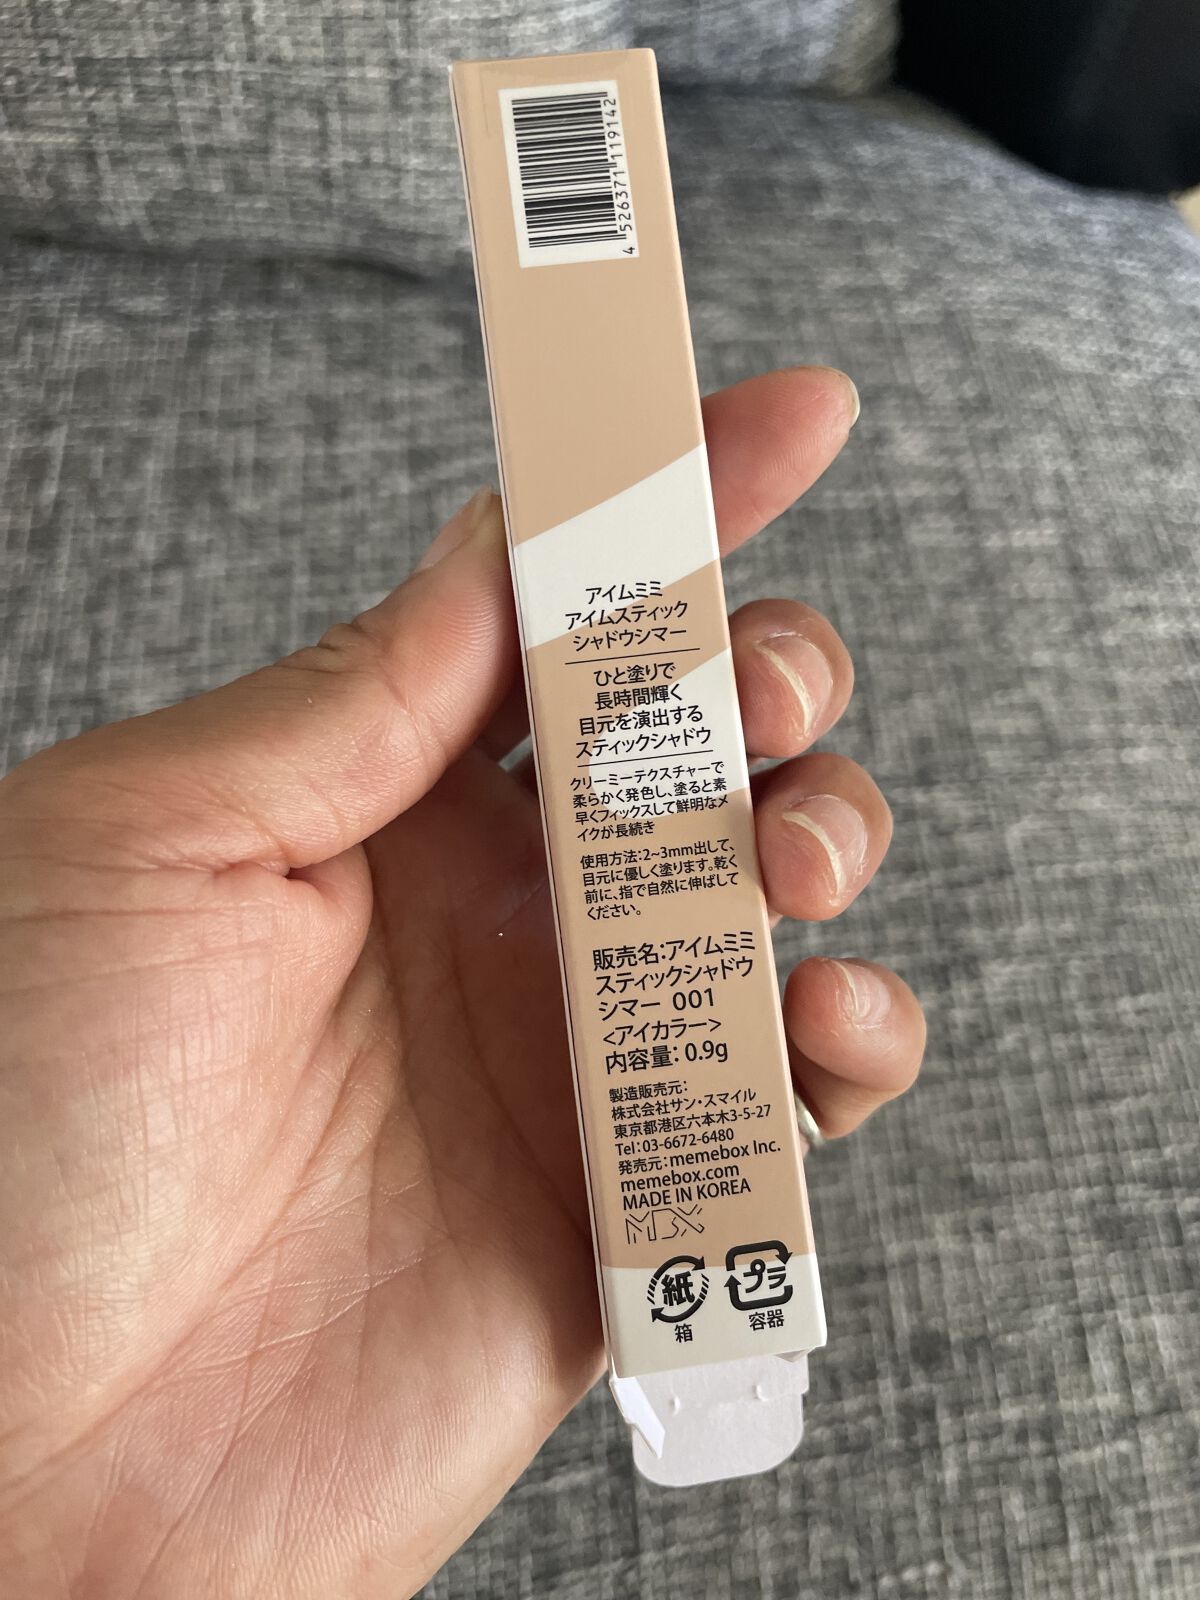 4 526371 119142
アイムミミ
アイムスティック
シャドウシマー
ひと塗りで
長時間輝く
目元を演出する
スティックシャドウ
クリーミーテクスチャーで
柔らかく発色し、塗ると素
早くフィックスして鮮明なメ
イクが長続き
使用方法:2~3mm出して、
目元に優しく塗ります。乾く
前に、指で自然に伸ばして
ください。
販売名:アイムミミ
スティックシャドウ
シマー 001
<アイカラー>
内容量:0.9g
製造販売元:
株式会社サン・スマイル
東京都港区六本木3-5-27
Tel:03-6672-6480
発売元:memebox Inc.
memebox.com
MADE IN KOREA
MBX
紙 プラ
箱 容器